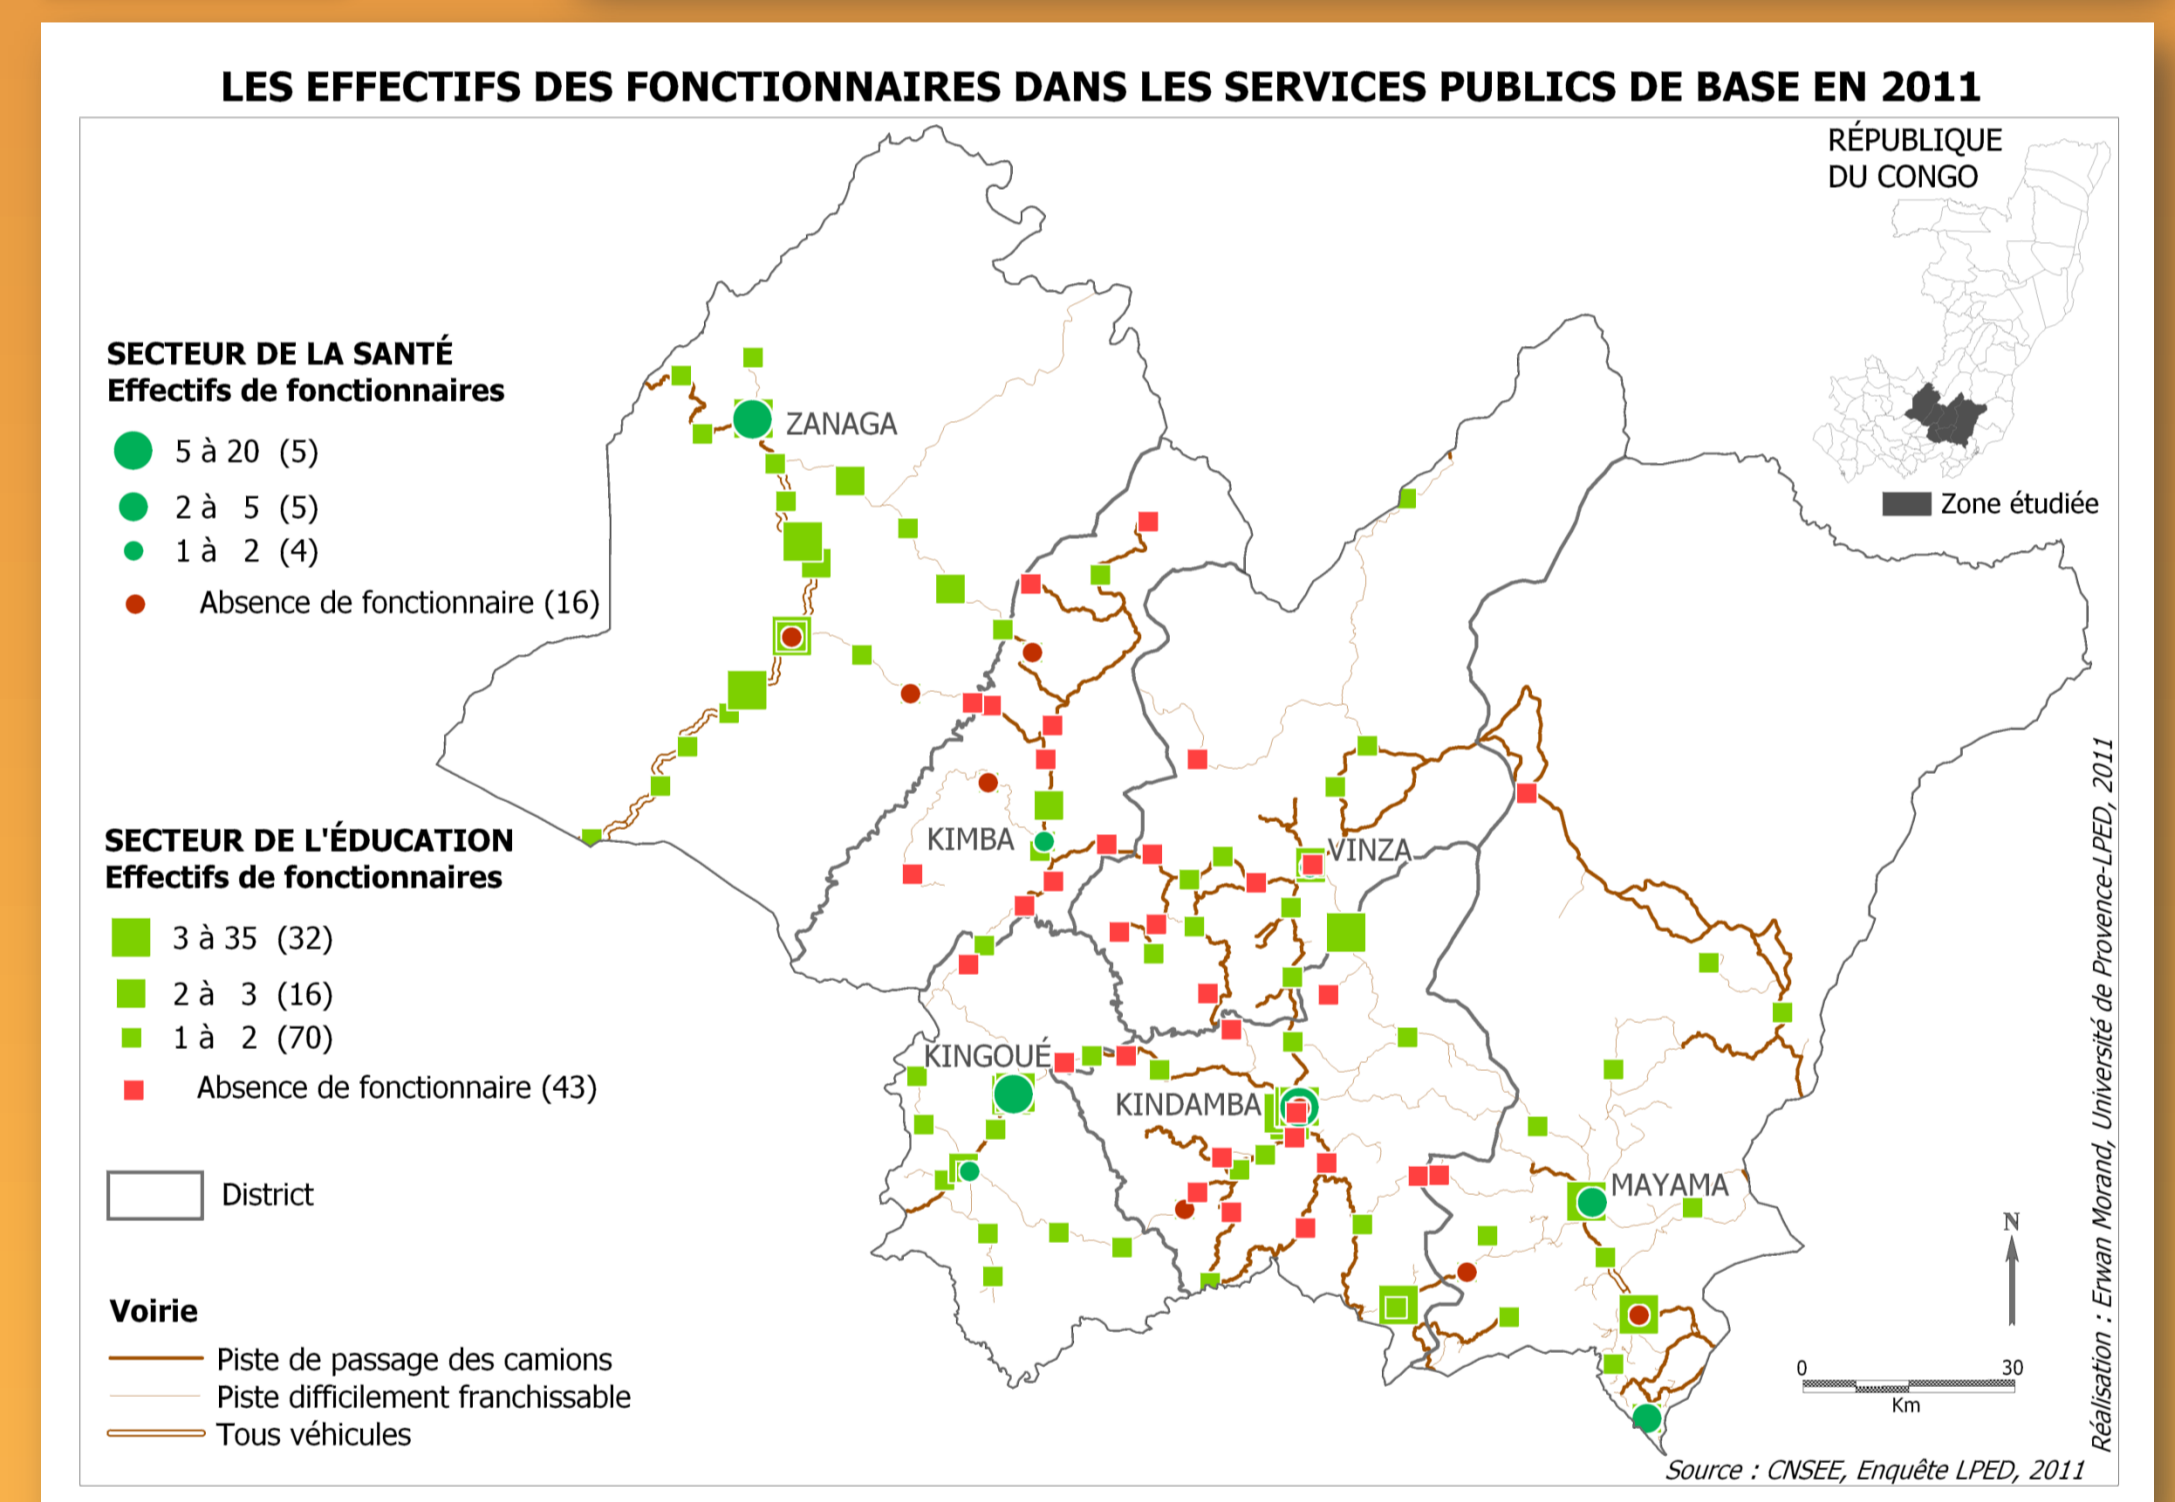 LES EFFECTIFS DES FONCTIONNAIRES DANS LES SERVICES PUBLICS DE BASE EN 2011
RÉPUBLIQUE
DU CONGO
Zone étudiée
SECTEUR DE LA SANTÉ
Effectifs de fonctionnaires
5 à 20 (5)
2 à 5 (5)
1 à 2 (4)
Absence de fonctionnaire (16)
ZANAGA
KIMBA
VINZA
KINGOUÉ
KINDAMBA
MAYAMA
SECTEUR DE L'ÉDUCATION
Effectifs de fonctionnaires
3 à 35 (32)
2 à 3 (16)
1 à 2 (70)
Absence de fonctionnaire (43)
District
Voirie
Piste de passage des camions
Piste difficilement franchissable
Tous véhicules
N
0 30
Km
Réalisation : Erwan Morand, Université de Provence-LPED, 2011
Source : CNSEE, Enquête LPED, 2011